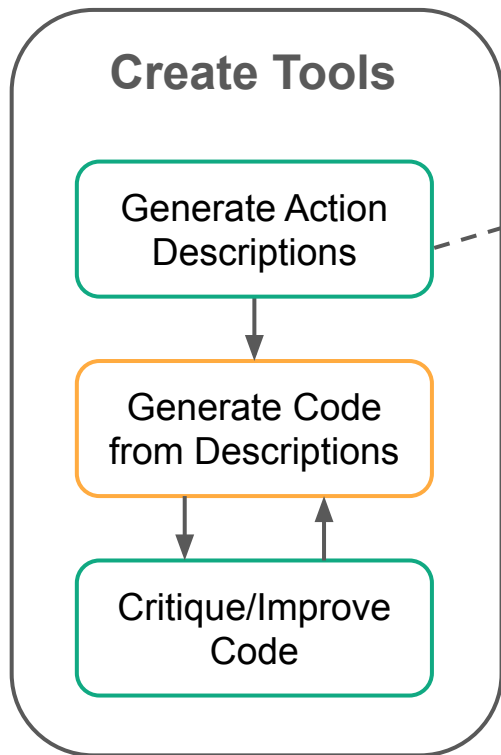 Create Tools
Generate Action
Descriptions
Generate Code
from Descriptions
Critique/Improve
Code